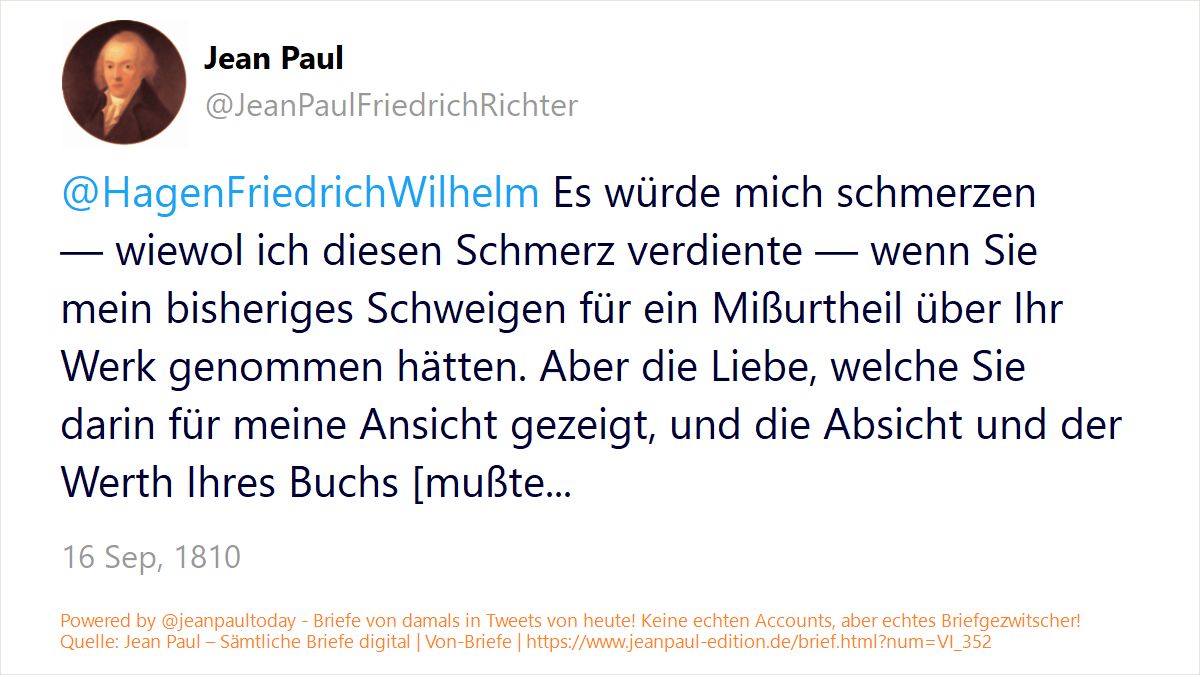 Jean Paul
@JeanPaulFriedrichRichter
@HagenFriedrichWilhelm Es würde mich schmerzen
— wiewol ich diesen Schmerz verdiente — wenn Sie
mein bisheriges Schweigen für ein Mißurtheil über Ihr
Werk genommen hätten. Aber die Liebe, welche Sie
darin für meine Ansicht gezeigt, und die Absicht und der
Werth Ihres Buchs [mußte...
16 Sep, 1810
Powered by @jeanpaultoday - Briefe von damals in Tweets von heute! Keine echten Accounts, aber echtes Briefgezwitscher!
Quelle: Jean Paul – Sämtliche Briefe digital | Von-Briefe | https://www.jeanpaul-edition.de/brief.html?num=VI_352